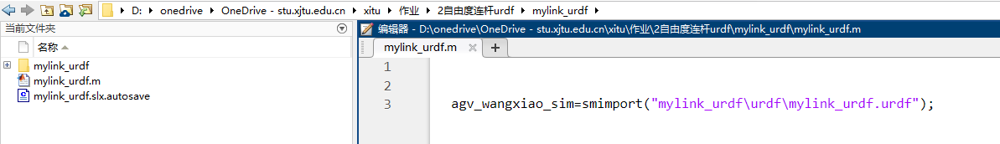 D: onedrive OneDrive - stu.xjtu.edu.cn xitu 作业 2自由度连杆urdf mylink_urdf
当前文件夹
名称
mylink_urdf
mylink_urdf.m
mylink_urdf.slx.autosave
编辑器 - D:\onedrive\OneDrive - stu.xjtu.edu.cn\xitu\作业\2自由度连杆urdf\mylink_urdf\mylink_urdf.m
mylink_urdf.m
1
2
3 agv_wangxiao_sim=smimport("mylink_urdf\urdf\mylink_urdf.urdf");